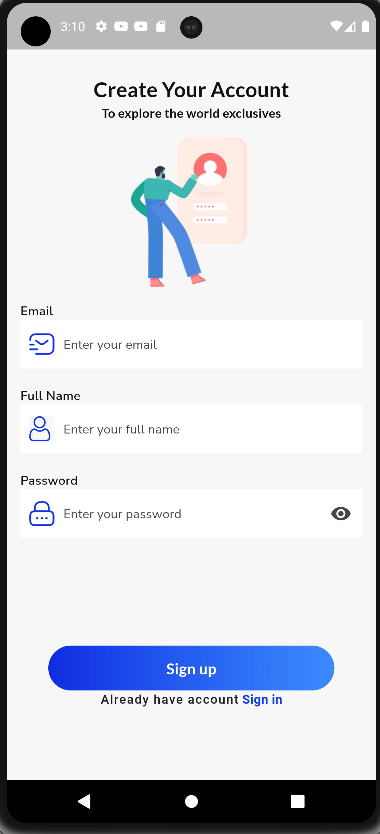 3:10
Create Your Account
To explore the world exclusives
Email
Enter your email
Full Name
Enter your full name
Password
Enter your password
Sign up
Already have account Sign in